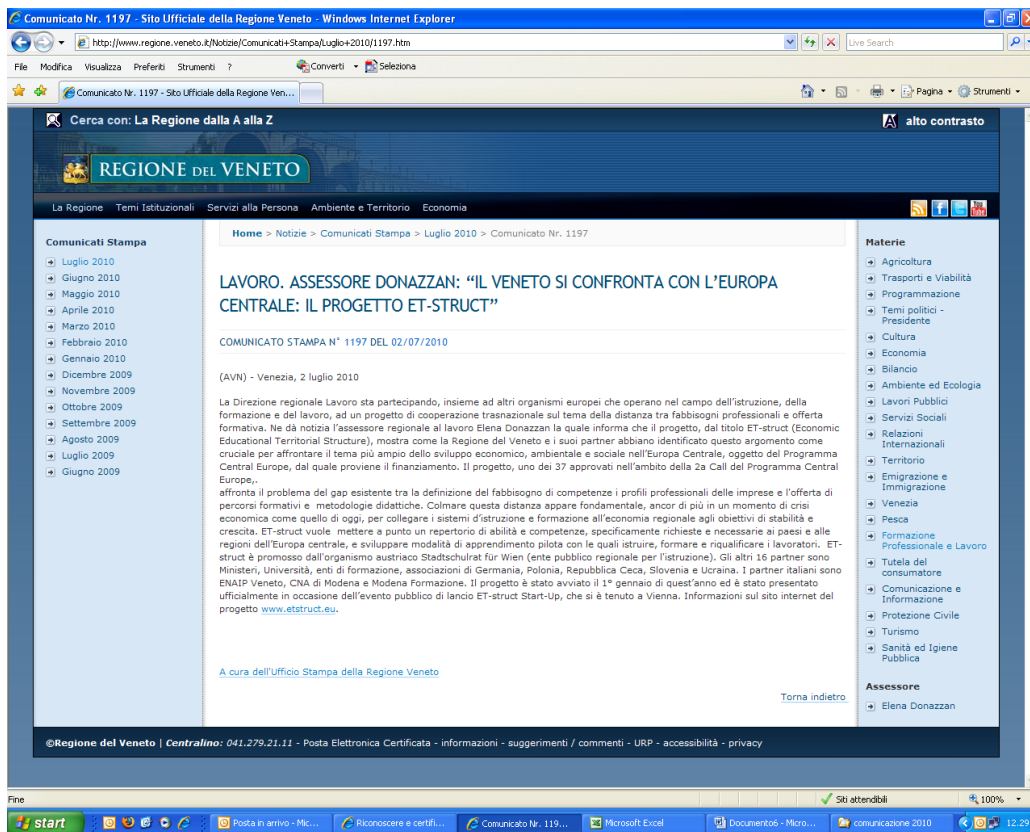 Comunicato Nr. 1197 - Sito Ufficiale della Regione Veneto - Windows Internet Explorer
http://www.regione.veneto.it/Notizie/Comunicati+Stampa/Luglio+2010/1197.htm
Live Search
File Modifica Visualizza Preferiti Strumenti ? Converti Seleziona
Comunicato Nr. 1197 - Sito Ufficiale della Regione Ven... Pagina Strumenti
Cerca con: La Regione dalla A alla Z
alto contrasto
REGIONE DEL VENETO
La Regione Temi Istituzionali Servizi alla Persona Ambiente e Territorio Economia
Comunicati Stampa
Luglio 2010
Giugno 2010
Maggio 2010
Aprile 2010
Marzo 2010
Febbraio 2010
Gennaio 2010
Dicembre 2009
Novembre 2009
Ottobre 2009
Settembre 2009
Agosto 2009
Luglio 2009
Giugno 2009
Home > Notizie > Comunicati Stampa > Luglio 2010 > Comunicato Nr. 1197
LAVORO. ASSESSORE DONAZZAN: “IL VENETO SI CONFRONTA CON L’EUROPA
CENTRALE: IL PROGETTO ET-STRUCT”
COMUNICATO STAMPA N° 1197 DEL 02/07/2010
(AVN) - Venezia, 2 luglio 2010
La Direzione regionale Lavoro sta partecipando, insieme ad altri organismi europei che operano nel campo dell’istruzione, della
formazione e del lavoro, ad un progetto di cooperazione transnazionale sul tema della distanza tra fabbisogni professionali e offerta
formativa. Ne dà notizia l’assessore regionale al lavoro Elena Donazzan la quale informa che il progetto, dal titolo ET-struct (Economic
Educational Territorial Structure), mostra come la Regione del Veneto e i suoi partner abbiano identificato questo argomento come
cruciale per affrontare il tema più ampio dello sviluppo economico, ambientale e sociale nell’Europa Centrale, oggetto del Programma
Central Europe, dal quale proviene il finanziamento. Il progetto, uno dei 37 approvati nell’ambito della 2a Call del Programma Central
Europe,.
affronta il problema del gap esistente tra la definizione del fabbisogno di competenze i profili professionali delle imprese e l’offerta di
percorsi formativi e metodologie didattiche. Colmare questa distanza appare fondamentale, ancor di più in un momento di crisi
economica come quello di oggi, per collegare i sistemi d’istruzione e formazione all’economia regionale agli obiettivi di stabilità e
crescita. ET-struct vuole mettere a punto un repertorio di abilità e competenze, specificamente richieste e necessarie ai paesi e alle
regioni dell’Europa centrale, e sviluppare modalità di apprendimento pilota con le quali istruire, formare e riqualificare i lavoratori. ET-
struct è promosso dall’organismo austriaco Stadtschulrat für Wien (ente pubblico regionale per l’istruzione). Gli altri 16 partner sono
Ministeri, Università, enti di formazione, associazioni di Germania, Polonia, Repubblica Ceca, Slovenia e Ucraina. I partner italiani sono
ENAIP Veneto, CNA di Modena e Modena Formazione. Il progetto è stato avviato il 1° gennaio di quest’anno ed è stato presentato
ufficialmente in occasione dell’evento pubblico di lancio ET-struct Start-Up, che si è tenuto a Vienna. Informazioni sul sito internet del
progetto www.etstruct.eu.
A cura dell'Ufficio Stampa della Regione Veneto
Torna indietro
Materie
Agricoltura
Trasporti e Viabilità
Programmazione
Temi politici -
Presidente
Cultura
Economia
Bilancio
Ambiente ed Ecologia
Lavori Pubblici
Servizi Sociali
Relazioni
Internazionali
Territorio
Emigrazione e
Immigrazione
Venezia
Pesca
Formazione
Professionale e Lavoro
Tutela del
consumatore
Comunicazione e
Informazione
Protezione Civile
Turismo
Sanità ed Igiene
Pubblica
Assessore
Elena Donazzan
©Regione del Veneto | Centralino: 041.279.21.11 - Posta Elettronica Certificata - informazioni - suggerimenti / commenti - URP - accessibilità - privacy
Fine Siti attendibili 100%
start Posta in arrivo - Mic... Riconoscere e certifi... Comunicato Nr. 119... Microsoft Excel Documento6 - Micro... comunicazione 2010 12.29